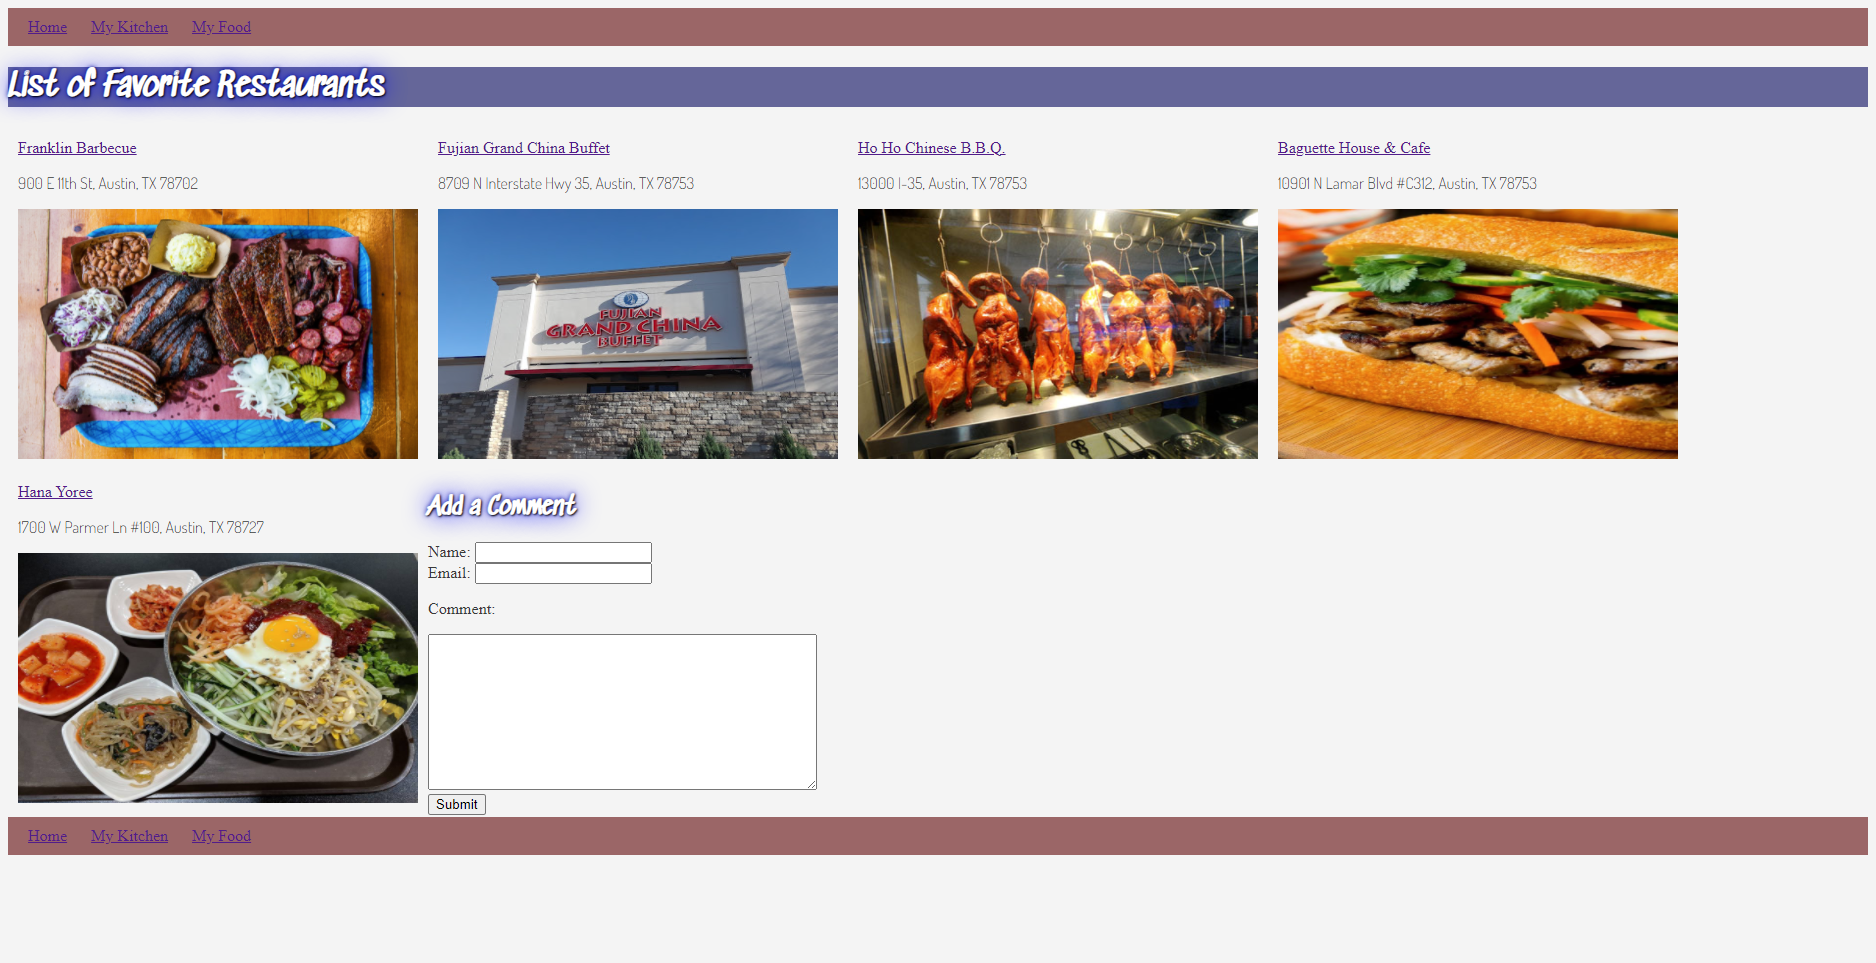 Home My Kitchen My Food
List of Favorite Restaurants
Franklin Barbecue
900 E 11th St, Austin, TX 78702
Fujian Grand China Buffet
8709 N Interstate Hwy 35, Austin, TX 78753
FUJIAN
GRAND CHINA
BUFFET
Ho Ho Chinese B.B.Q.
13000 I-35, Austin, TX 78753
Baguette House & Cafe
10901 N Lamar Blvd #C312, Austin, TX 78753
Hana Yoree
1700 W Parmer Ln #100, Austin, TX 78727
Add a Comment
Name:
Email:
Comment:
Submit
Home My Kitchen My Food